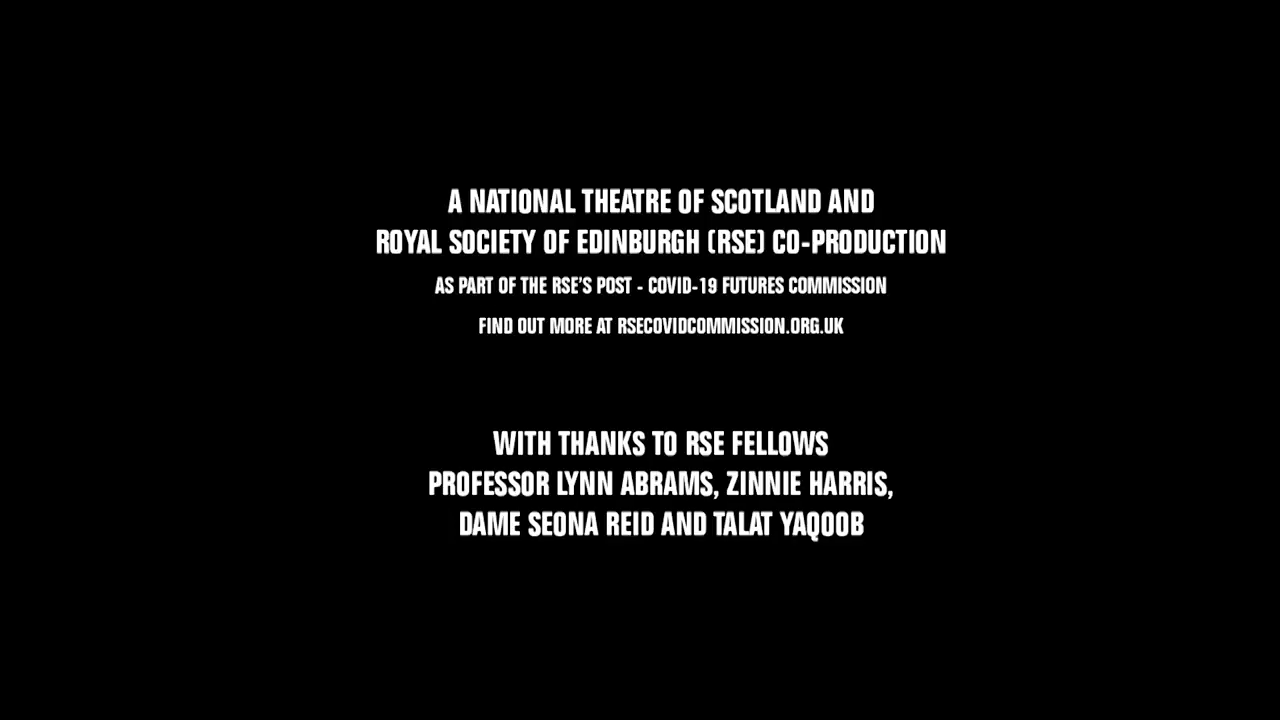 A NATIONAL THEATRE OF SCOTLAND AND
ROYAL SOCIETY OF EDINBURGH (RSE) CO-PRODUCTION
AS PART OF THE RSE'S POST - COVID-19 FUTURES COMMISSION
FIND OUT MORE AT RSECOVIDCOMMISSION.ORG.UK
WITH THANKS TO RSE FELLOWS
PROFESSOR LYNN ABRAMS, ZINNIE HARRIS,
DAME SEONA REID AND TALAT YAQOOB